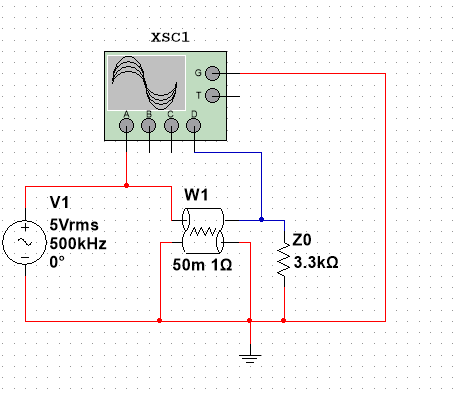 XSC1
G
T
A B C D
V1
5Vrms
500kHz
0°
W1
50m 1Ω
Z0
3.3kΩ